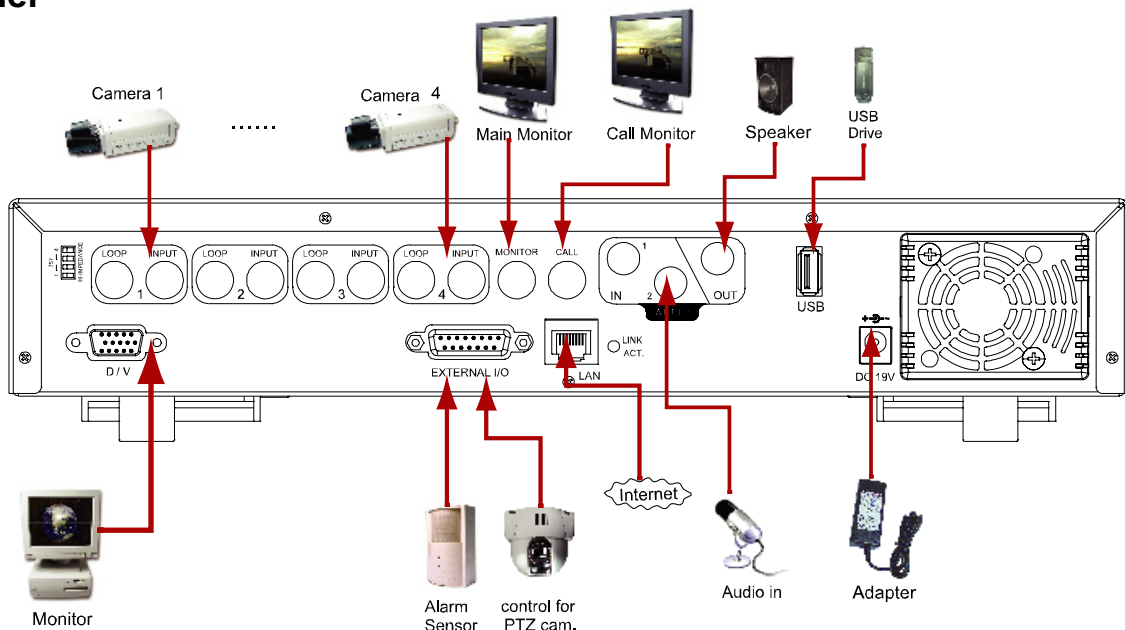 Camera 1
......
Camera 4
Main Monitor
Call Monitor
Speaker
USB
Drive
LOOP INPUT
1
LOOP INPUT
2
LOOP INPUT
3
LOOP INPUT
4
MONITOR
CALL
1
IN
2
OUT
USB
HI IMPEDANCE
D / V
EXTERNAL I/O
LAN
LINK
ACT.
DC 19V
Internet
Monitor
Alarm
Sensor
control for
PTZ cam.
Audio in
Adapter